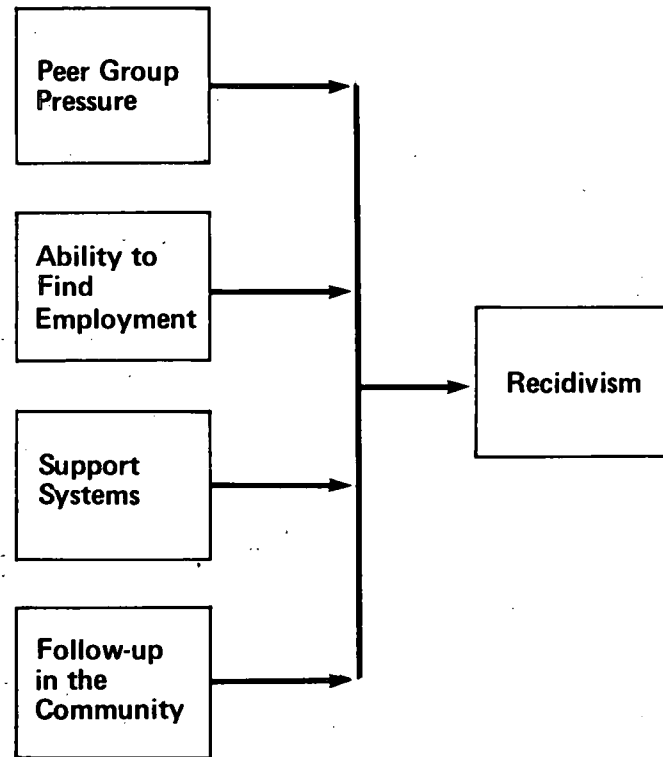 Peer Group
Pressure
Ability to
Find
Employment
Recidivism
Support
Systems
Follow-up
in the
Community